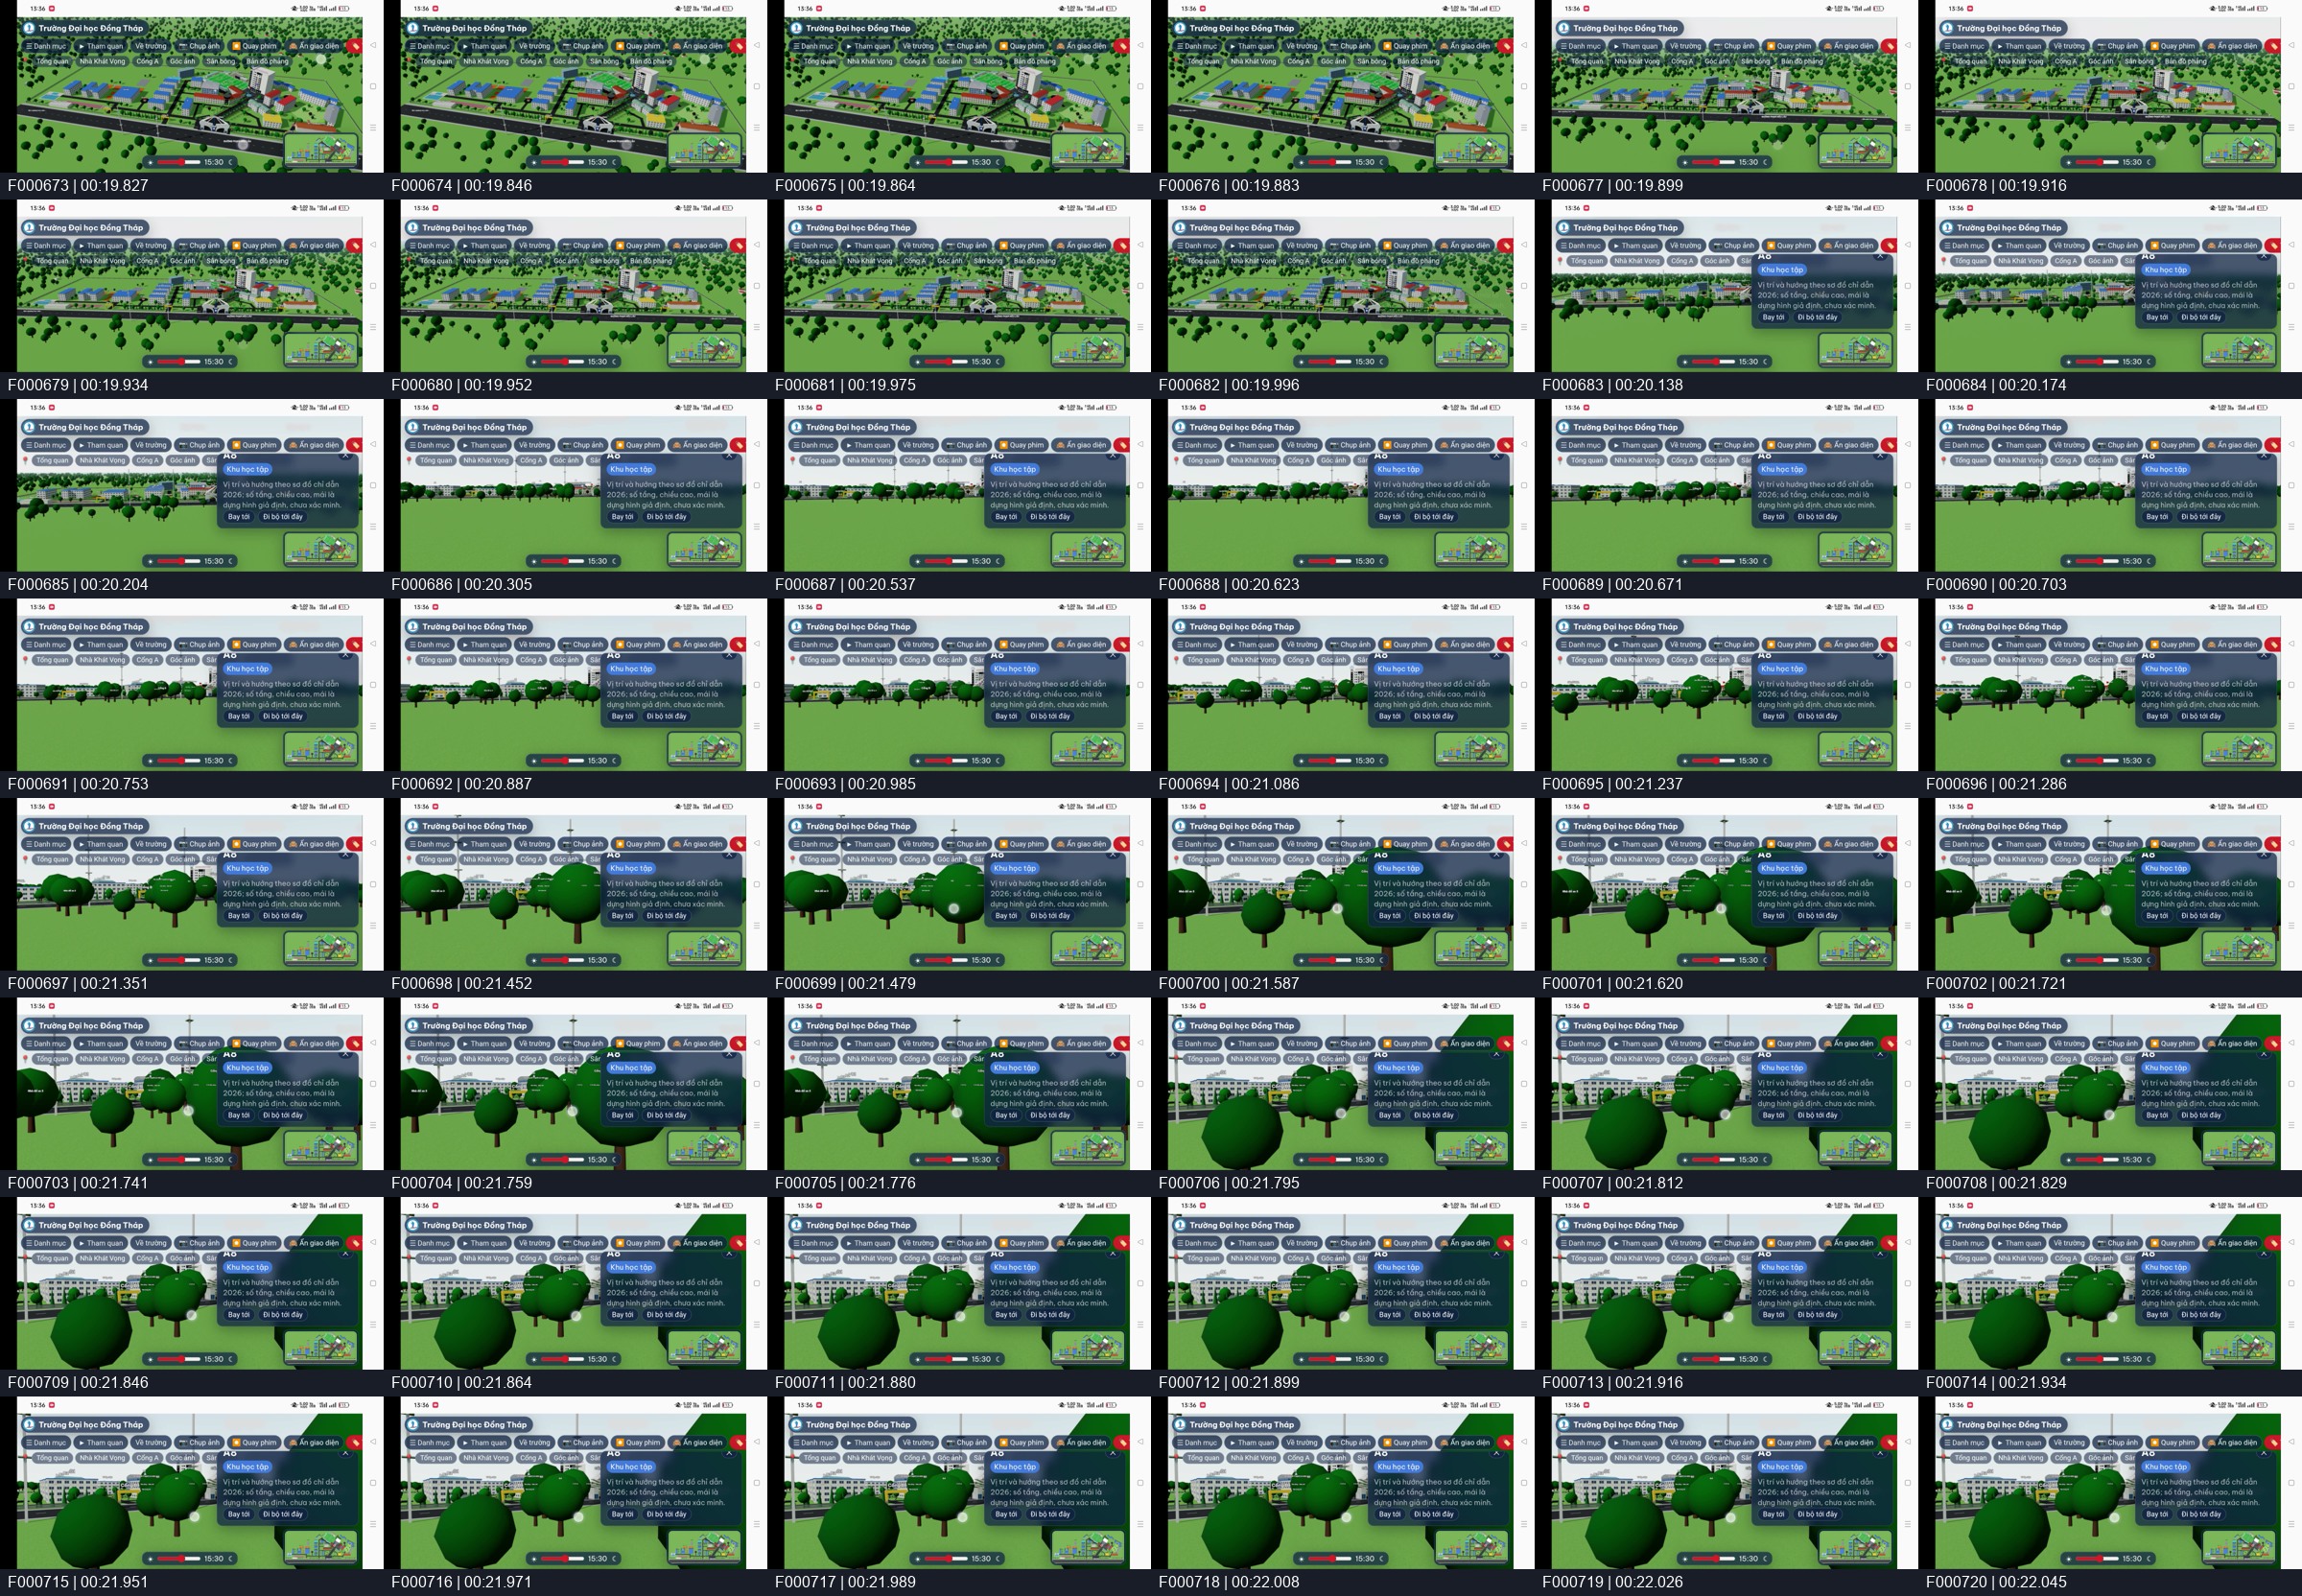 13:36
Trường Đại học Đồng Tháp
Danh mục Tham quan Về trường Chụp ảnh Quay phim Ẩn giao diện
Tổng quan Nhà Khát Vọng Cổng A Góc ảnh Sân bóng Bản đồ phẳng
15:30
F000673 | 00:19.827
F000674 | 00:19.846
F000675 | 00:19.864
F000676 | 00:19.883
F000677 | 00:19.899
F000678 | 00:19.916
F000679 | 00:19.934
F000680 | 00:19.952
F000681 | 00:19.975
F000682 | 00:19.996
A8
Khu học tập
Vị trí và hướng theo sơ đồ chỉ dẫn
2026; số tầng, chiều cao, mái là
dựng hình giả định, chưa xác minh.
Bay tới Đi bộ tới đây
F000683 | 00:20.138
F000684 | 00:20.174
F000685 | 00:20.204
F000686 | 00:20.305
F000687 | 00:20.537
F000688 | 00:20.623
F000689 | 00:20.671
F000690 | 00:20.703
F000691 | 00:20.753
F000692 | 00:20.887
F000693 | 00:20.985
F000694 | 00:21.086
F000695 | 00:21.237
F000696 | 00:21.286
F000697 | 00:21.351
F000698 | 00:21.452
F000699 | 00:21.479
F000700 | 00:21.587
F000701 | 00:21.620
F000702 | 00:21.721
F000703 | 00:21.741
F000704 | 00:21.759
F000705 | 00:21.776
F000706 | 00:21.795
F000707 | 00:21.812
F000708 | 00:21.829
F000709 | 00:21.846
F000710 | 00:21.864
F000711 | 00:21.880
F000712 | 00:21.899
F000713 | 00:21.916
F000714 | 00:21.934
F000715 | 00:21.951
F000716 | 00:21.971
F000717 | 00:21.989
F000718 | 00:22.008
F000719 | 00:22.026
F000720 | 00:22.045